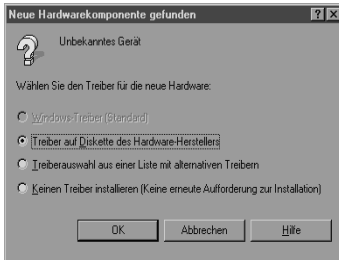 Neue Hardwarekomponente gefunden
Unbekanntes Gerät
Wählen Sie den Treiber für die neue Hardware:
Windows-Treiber (Standard)
Treiber auf Diskette des Hardware-Herstellers
Treiberauswahl aus einer Liste mit alternativen Treibern
Keinen Treiber installieren (Keine erneute Aufforderung zur Installation)
OK Abbrechen Hilfe